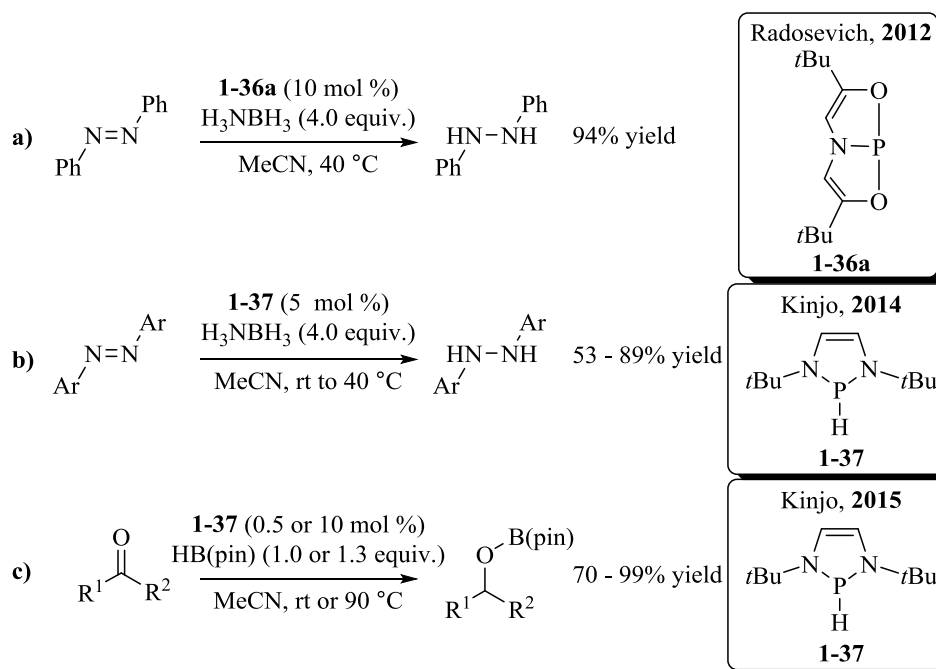 a)
Ph
N=N
Ph
1-36a (10 mol %)
H₃NBH₃ (4.0 equiv.)
MeCN, 40 °C
Ph
HN-NH
Ph
94% yield
Radosevich, 2012
tBu
O
N P
O
tBu
1-36a
b)
Ar
N=N
Ar
1-37 (5 mol %)
H₃NBH₃ (4.0 equiv.)
MeCN, rt to 40 °C
Ar
HN-NH
Ar
53 - 89% yield
Kinjo, 2014
N N
tBu P tBu
H
1-37
c)
O
R¹ R²
1-37 (0.5 or 10 mol %)
HB(pin) (1.0 or 1.3 equiv.)
MeCN, rt or 90 °C
O B(pin)
R¹ R²
70 - 99% yield
Kinjo, 2015
N N
tBu P tBu
H
1-37